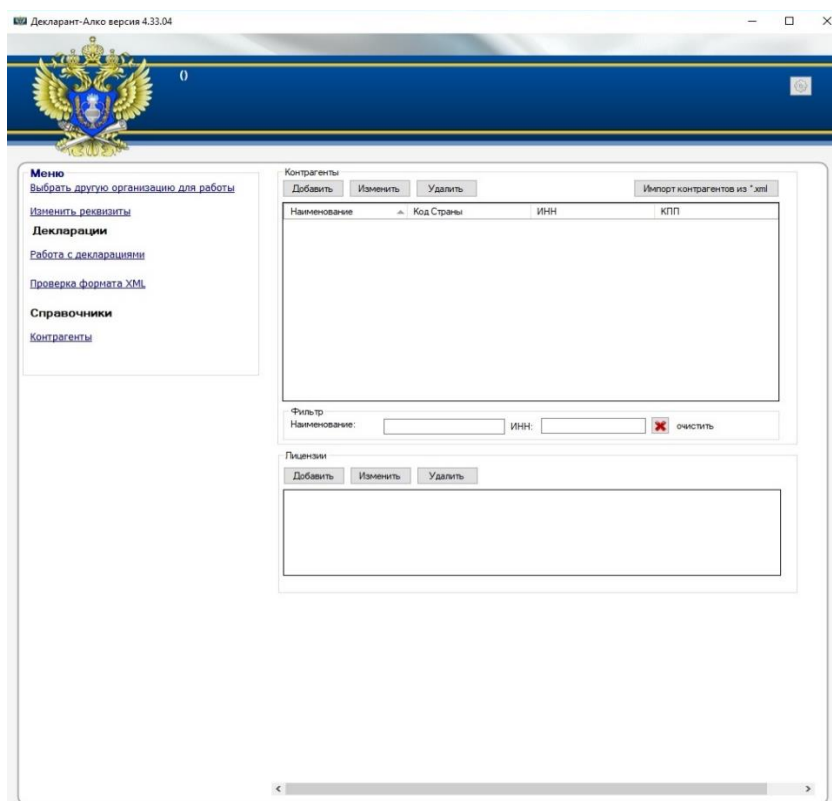 Декларант-Алко версия 4.33.04
()
Меню
Выбрать другую организацию для работы
Изменить реквизиты
Декларации
Работа с декларациями
Проверка формата XML
Справочники
Контрагенты
Контрагенты
Добавить Изменить Удалить Импорт контрагентов из *.xml
Наименование Код Страны ИНН КПП
Фильтр
Наименование: ИНН: очистить
Лицензии
Добавить Изменить Удалить